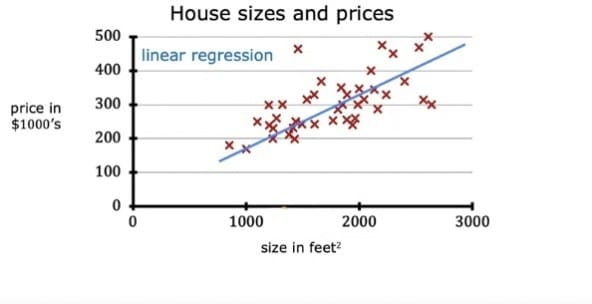 House sizes and prices
500
linear regression
400
price in
$1000's
300
200
100
0
0
1000
2000
3000
size in feet²